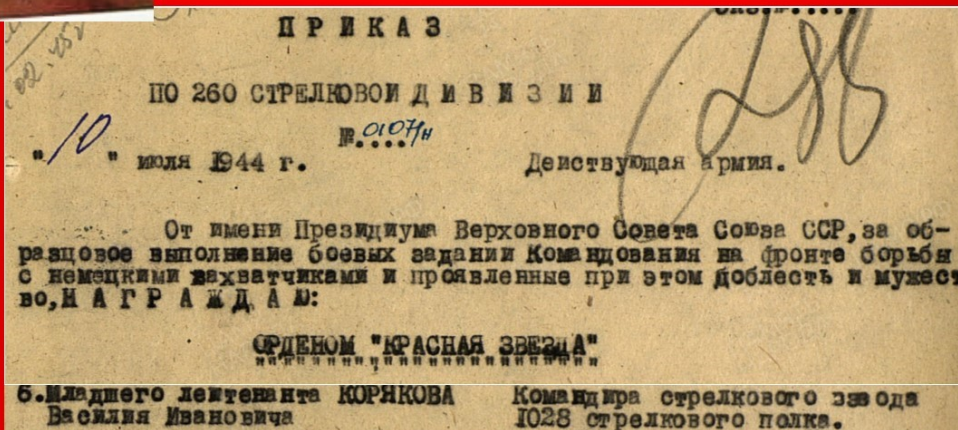 ПРИКАЗ
ПО 260 СТРЕЛКОВОИ ДИВИЗИИ
№.0107/н
"10" июля 1944 г. Действующая армия.
От имени Президиума Верховного Совета Союза ССР,за об-
разцовое выполнение боевых задании Командования на фронте борьбы
с немецкими захватчиками и проявленные при этом доблесть и мужест
во,НАГРАЖДАЮ:
ОРДЕНОМ "КРАСНАЯ ЗВЕЗДА"
6.Младшего лейтенанта КОРЯКОВА Командира стрелкового взвода
Василия Ивановича 1028 стрелкового полка.